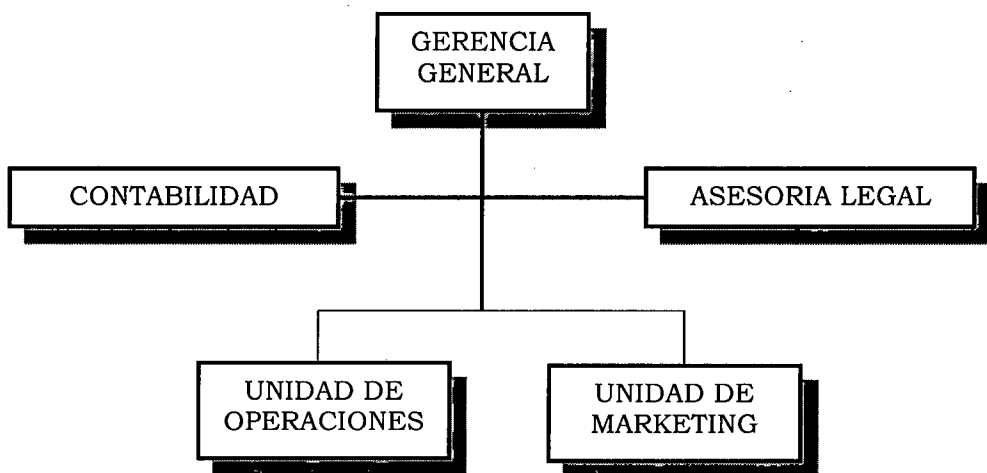 GERENCIA
GENERAL
CONTABILIDAD
ASESORIA LEGAL
UNIDAD DE
OPERACIONES
UNIDAD DE
MARKETING